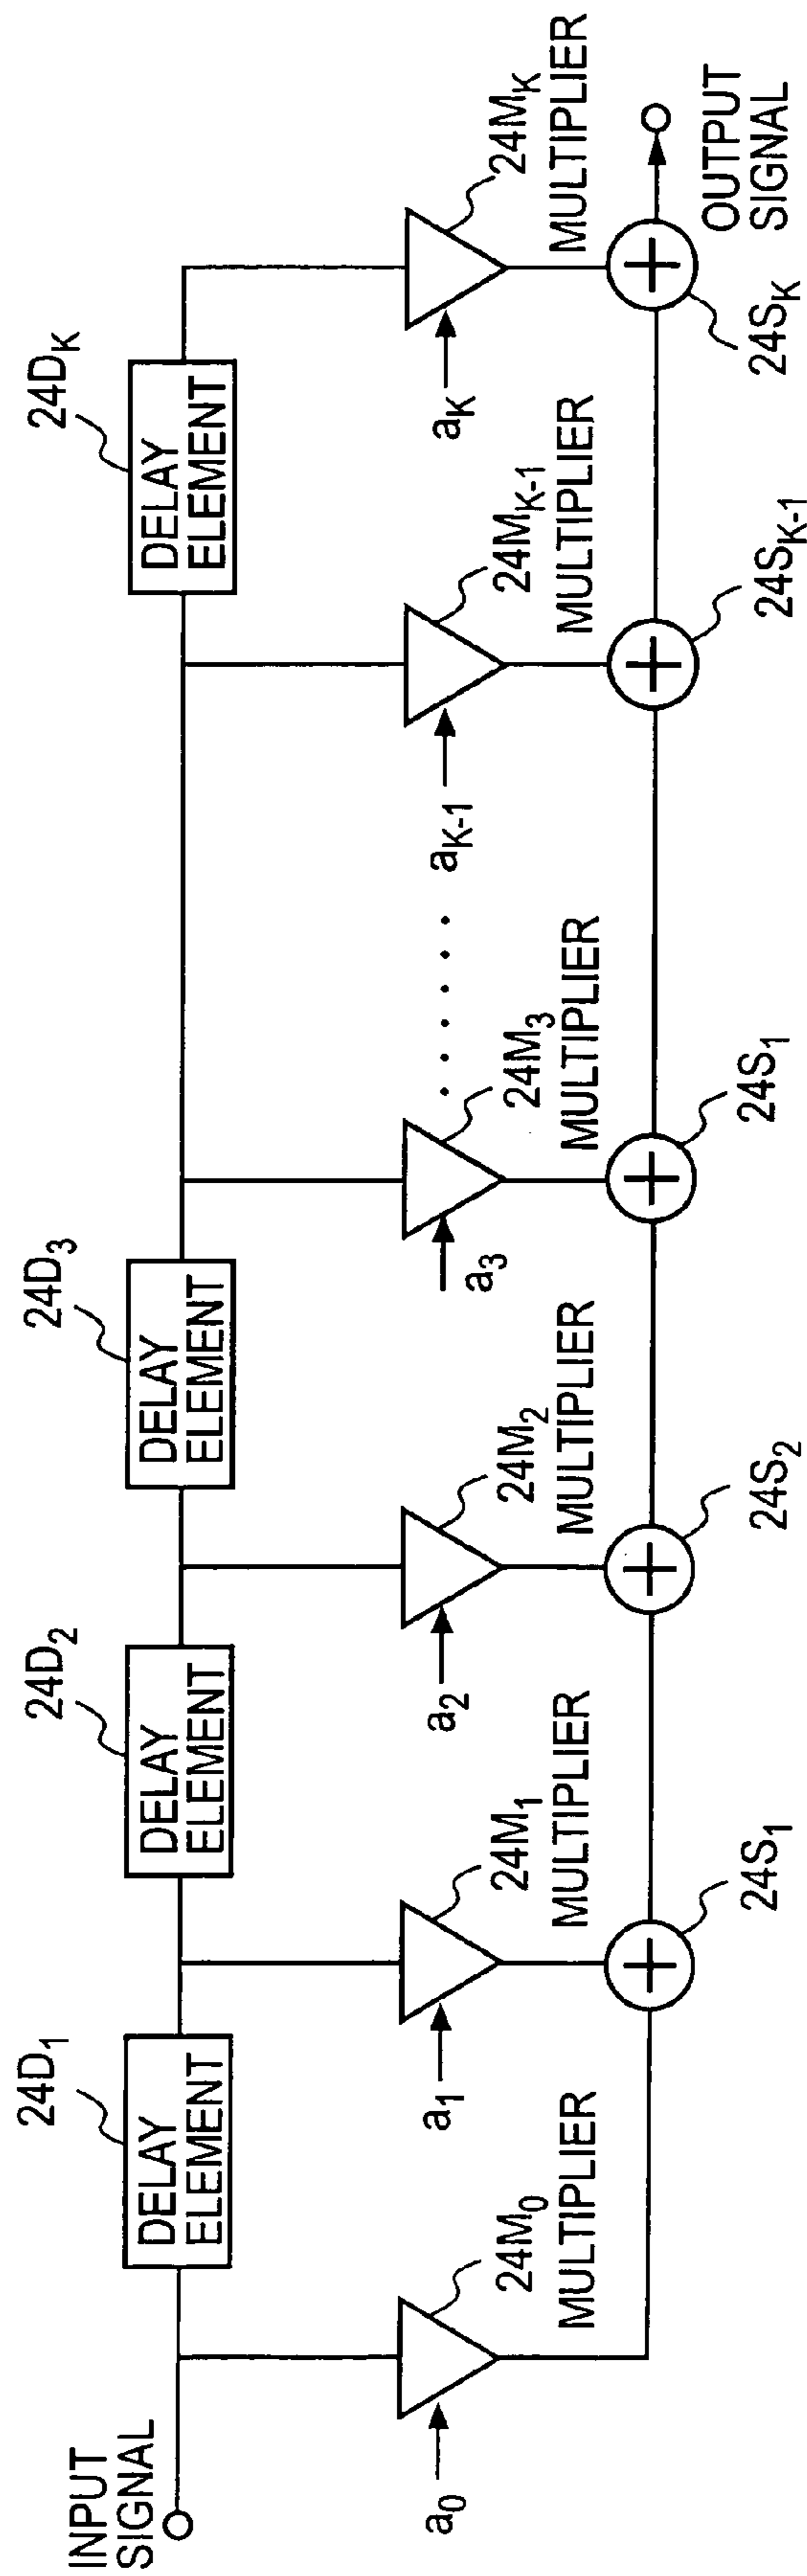 INPUT
SIGNAL
24D1
DELAY
ELEMENT
24D2
DELAY
ELEMENT
24D3
DELAY
ELEMENT
24DK
DELAY
ELEMENT
a0
24M0
MULTIPLIER
a1
24M1
MULTIPLIER
a2
24M2
MULTIPLIER
a3
24M3
MULTIPLIER
......
aK-1
24MK-1
MULTIPLIER
aK
24MK
MULTIPLIER
24S1
24S2
24S1
24SK-1
24SK
OUTPUT
SIGNAL